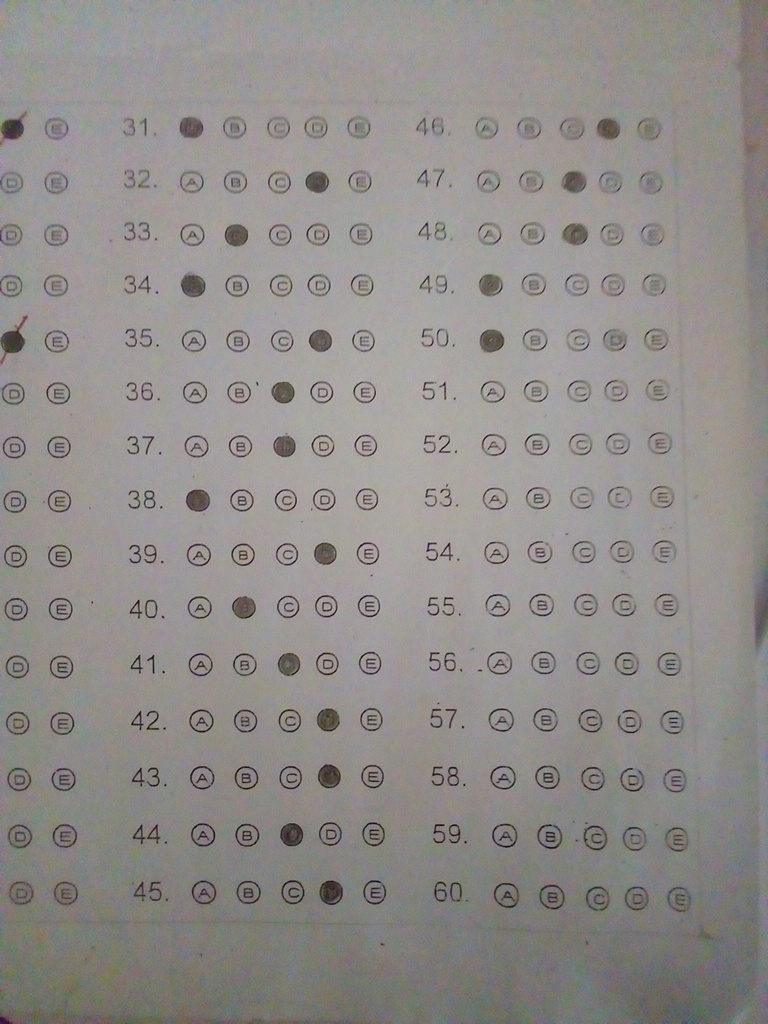 E 31. B C D E 46. A B C E
D E 32. A B C E 47. A B D E
D E 33. A C D E 48. A B D E
D E 34. B C D E 49. B C D E
E 35. A B C E 50. B C D E
D E 36. A B D E 51. A B C D E
D E 37. A B D E 52. A B C D E
D E 38. B C D E 53. A B C D E
D E 39. A B C E 54. A B C D E
D E 40. A C D E 55. A B C D E
D E 41. A B D E 56. A B C D E
D E 42. A B C E 57. A B C D E
D E 43. A B C E 58. A B C D E
D E 44. A B D E 59. A B C D E
D E 45. A B C E 60. A B C D E